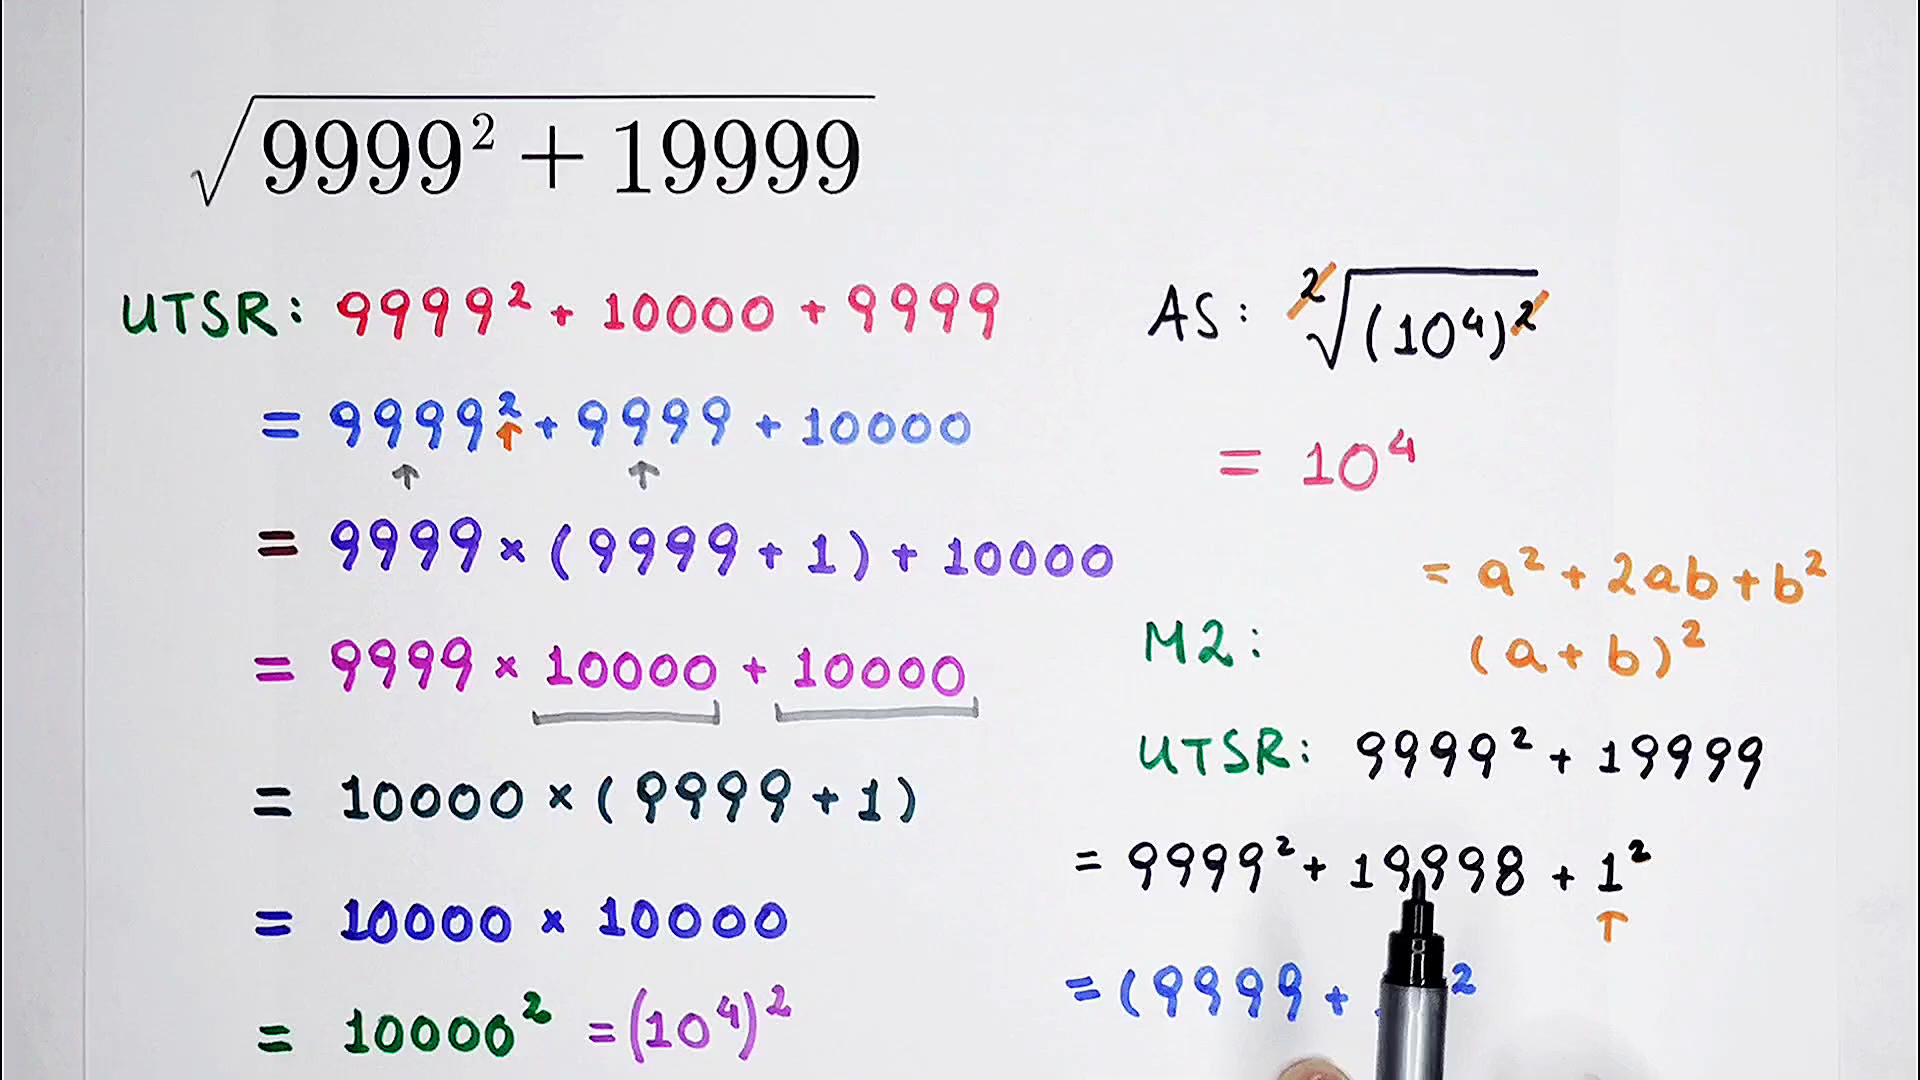 √(9999² + 19999)
UTSR: 9999² + 10000 + 9999
= 9999² + 9999 + 10000
= 9999 × (9999 + 1) + 10000
= 9999 × 10000 + 10000
= 10000 × (9999 + 1)
= 10000 × 10000
= 10000² = (10⁴)²
AS: ²√(10⁴)²
= 10⁴
= a² + 2ab + b²
M2: (a + b)²
UTSR: 9999² + 19999
= 9999² + 19998 + 1²
= (9999 + ²